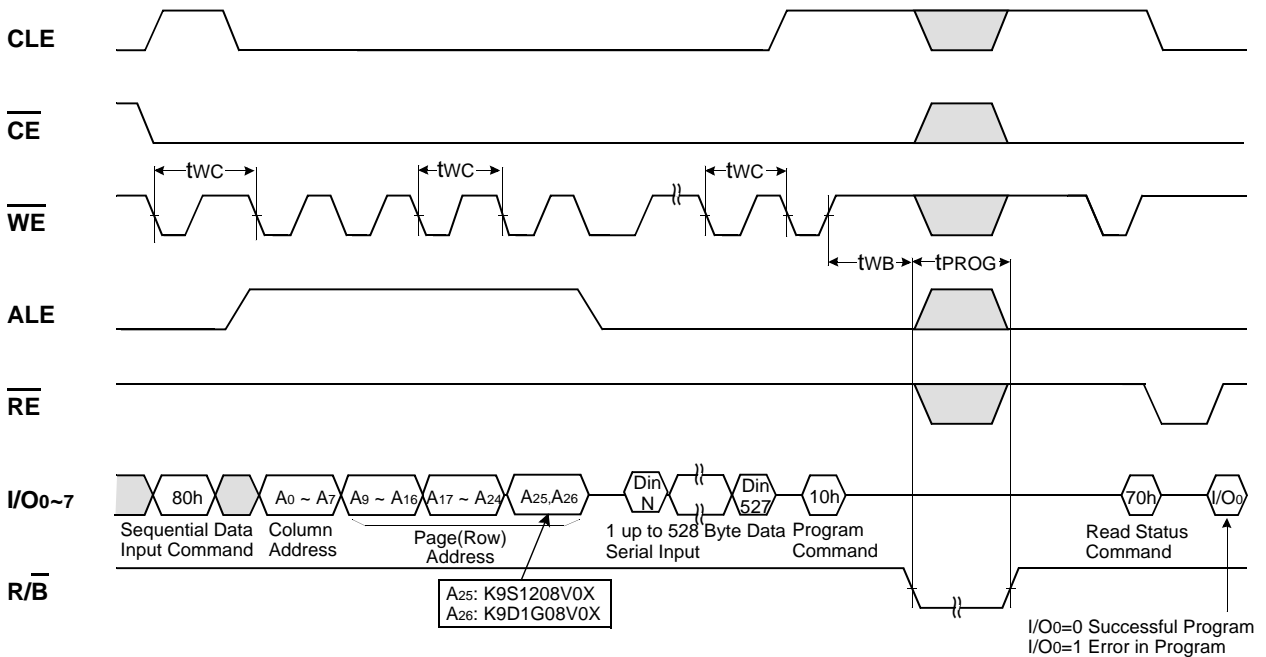 CLE
CE
tWC
tWC
tWC
WE
tWB
tPROG
ALE
RE
I/O0~7
80h
A0 ~ A7
A9 ~ A16
A17 ~ A24
A25,A26
Din
N
Din
527
10h
70h
I/O0
Sequential Data
Input Command
Column
Address
Page(Row)
Address
1 up to 528 Byte Data
Serial Input
Program
Command
Read Status
Command
R/B
A25: K9S1208V0X
A26: K9D1G08V0X
I/O0=0 Successful Program
I/O0=1 Error in Program